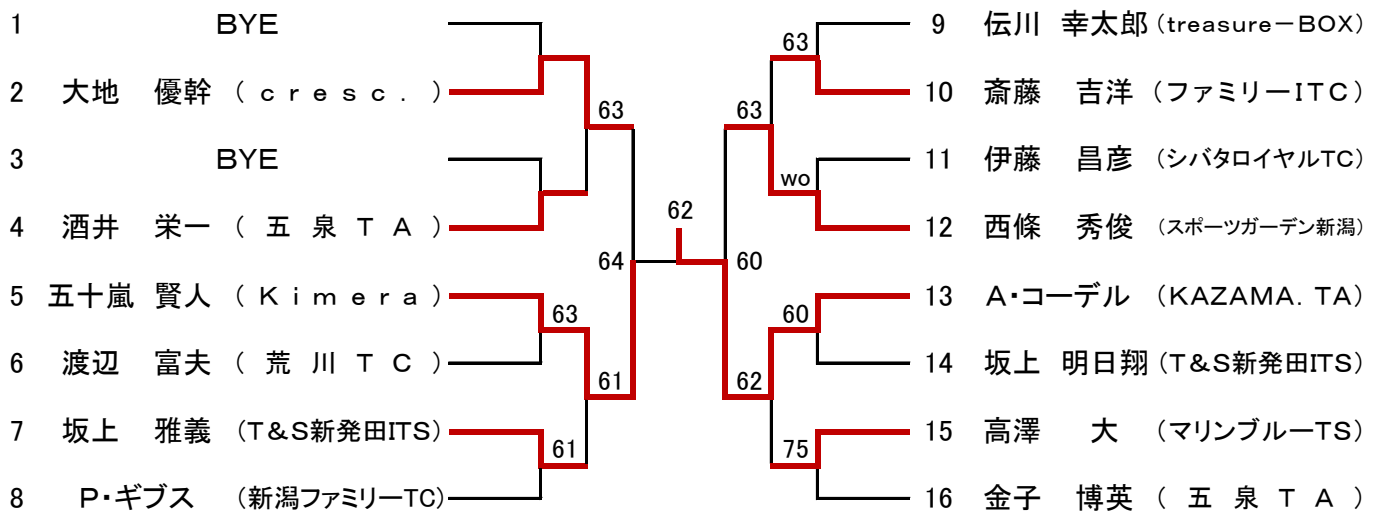 1 BYE
2 大地 優幹 (cresc.)
63
3 BYE
4 酒井 栄一 (五泉TA)
64
5 五十嵐 賢人 (Kimera)
63
6 渡辺 富夫 (荒川TC)
61
7 坂上 雅義 (T&S新発田ITS)
61
8 P・ギブス (新潟ファミリーTC)
62
9 伝川 幸太郎 (treasure-BOX)
63
10 斎藤 吉洋 (ファミリーITC)
63
11 伊藤 昌彦 (シバタロイヤルTC)
wo
12 西條 秀俊 (スポーツガーデン新潟)
60
13 A・コーデル (KAZAMA.TA)
60
14 坂上 明日翔 (T&S新発田ITS)
62
15 高澤 大 (マリンブルーTS)
75
16 金子 博英 (五泉TA)